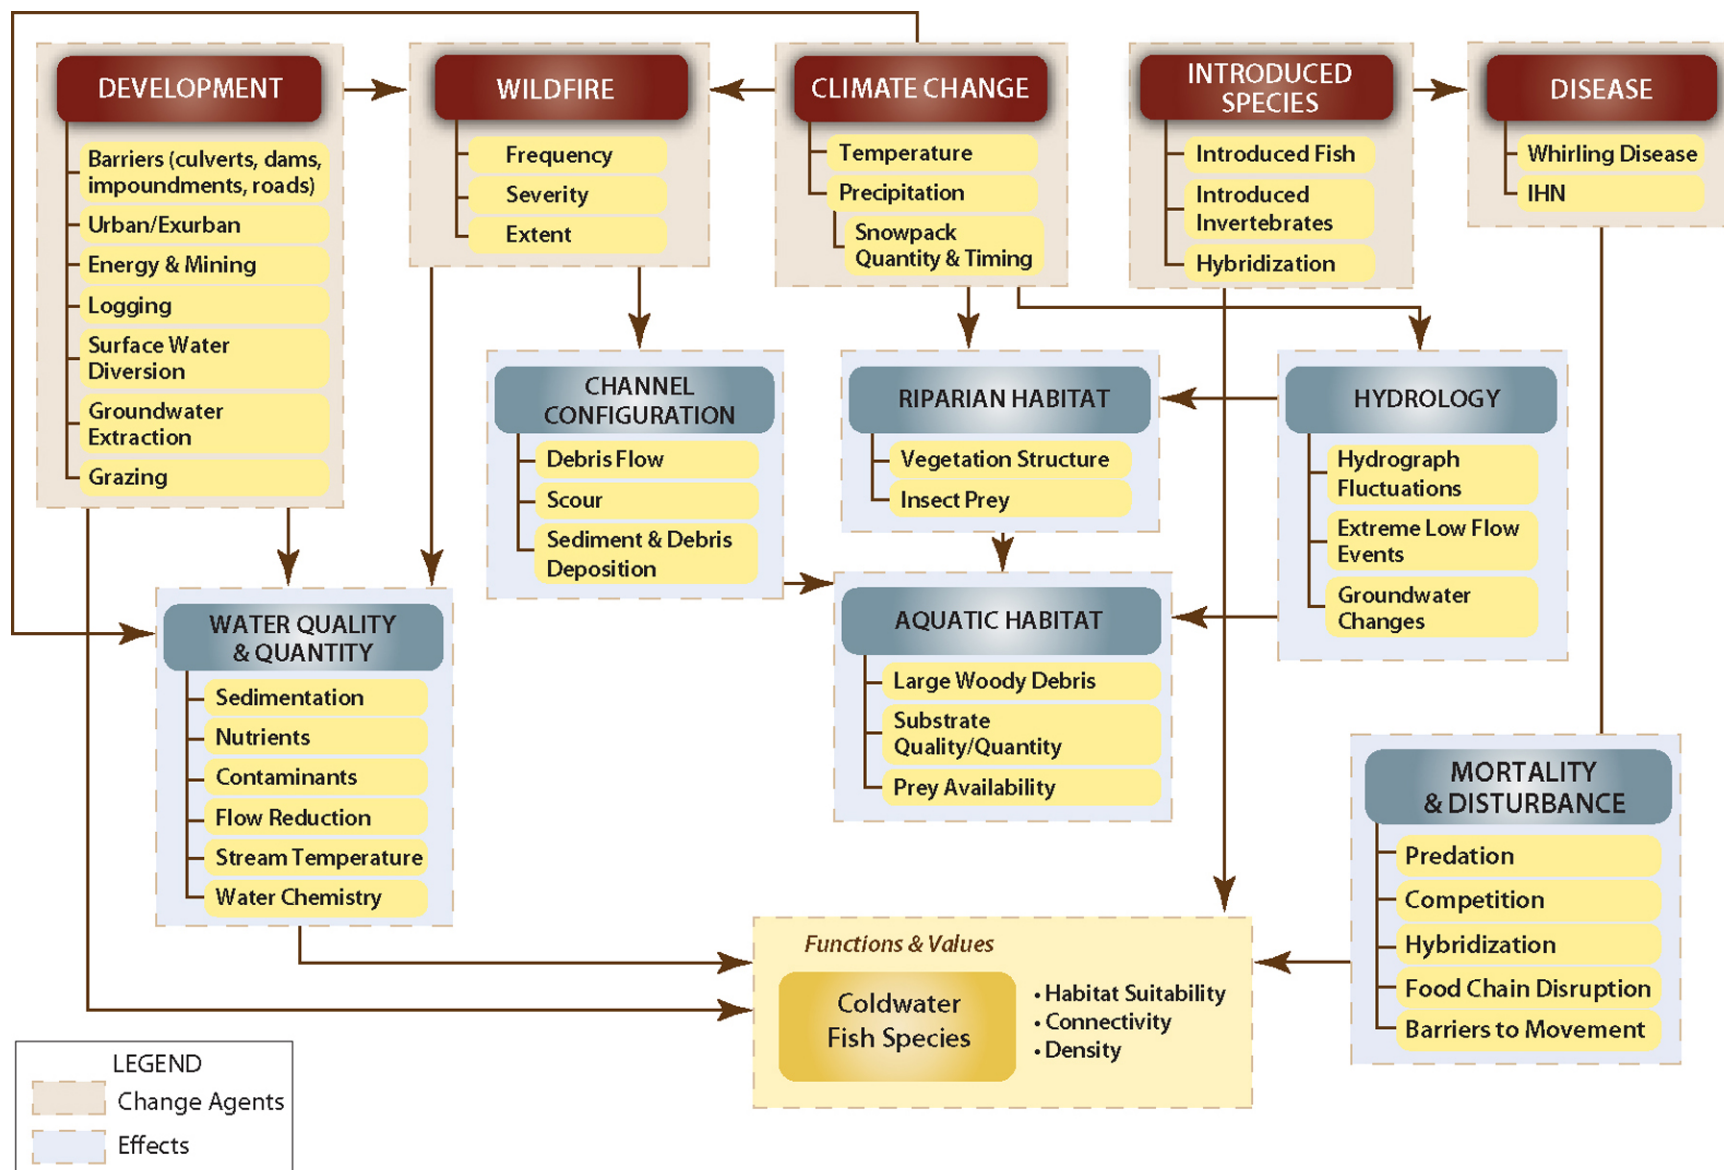 DEVELOPMENT
Barriers (culverts, dams,
impoundments, roads)
Urban/Exurban
Energy & Mining
Logging
Surface Water
Diversion
Groundwater
Extraction
Grazing
WILDFIRE
Frequency
Severity
Extent
CLIMATE CHANGE
Temperature
Precipitation
Snowpack
Quantity & Timing
INTRODUCED
SPECIES
Introduced Fish
Introduced
Invertebrates
Hybridization
DISEASE
Whirling Disease
IHN
CHANNEL
CONFIGURATION
Debris Flow
Scour
Sediment & Debris
Deposition
RIPARIAN HABITAT
Vegetation Structure
Insect Prey
HYDROLOGY
Hydrograph
Fluctuations
Extreme Low Flow
Events
Groundwater
Changes
WATER QUALITY
& QUANTITY
Sedimentation
Nutrients
Contaminants
Flow Reduction
Stream Temperature
Water Chemistry
AQUATIC HABITAT
Large Woody Debris
Substrate
Quality/Quantity
Prey Availability
MORTALITY
& DISTURBANCE
Predation
Competition
Hybridization
Food Chain Disruption
Barriers to Movement
Functions & Values
Coldwater
Fish Species
• Habitat Suitability
• Connectivity
• Density
LEGEND
Change Agents
Effects